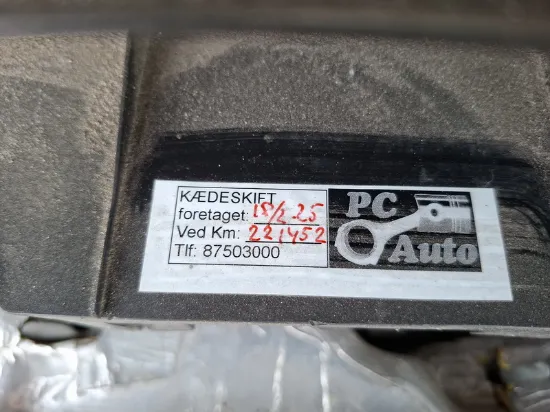 KÆDESKIFT
foretaget: 18/2-25
Ved Km: 221452
Tlf: 87503000
PC
Auto